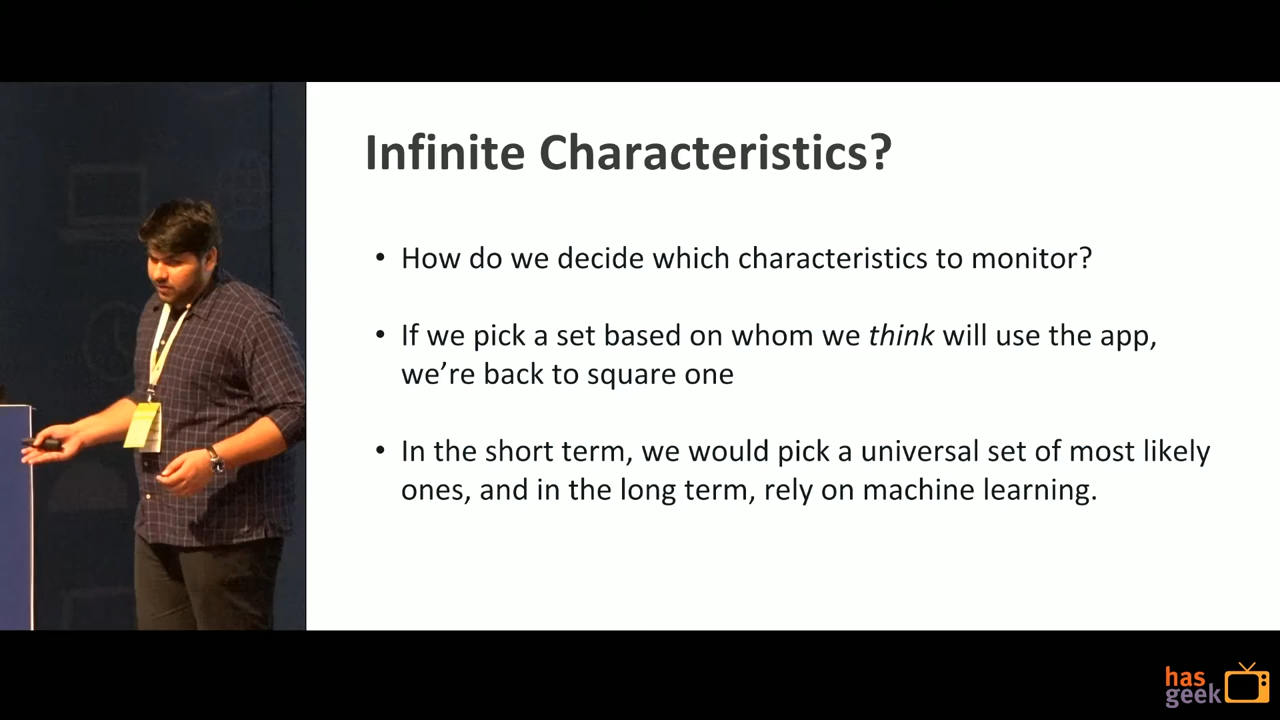 Infinite Characteristics?
• How do we decide which characteristics to monitor?
• If we pick a set based on whom we think will use the app,
we’re back to square one
• In the short term, we would pick a universal set of most likely
ones, and in the long term, rely on machine learning.
has
geek